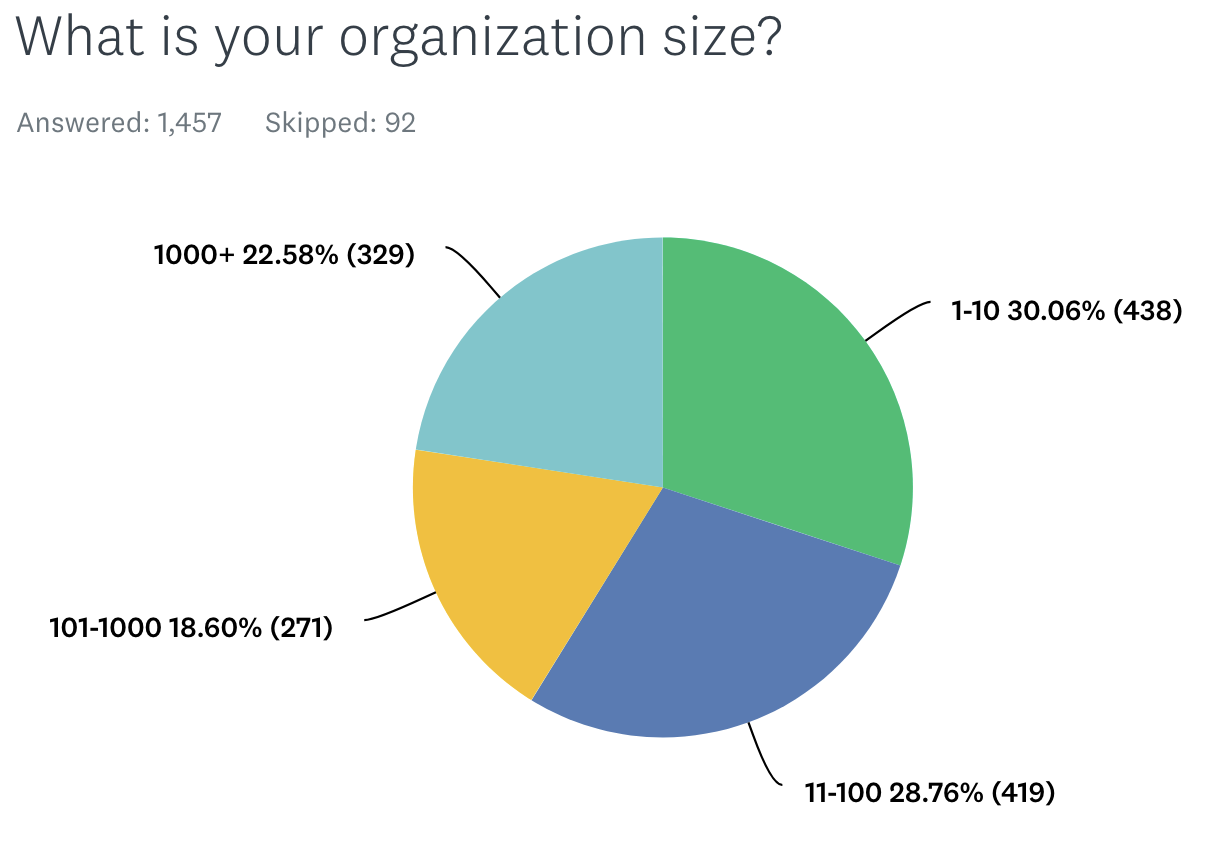 What is your organization size?
Answered: 1,457 Skipped: 92
1000+ 22.58% (329)
1-10 30.06% (438)
101-1000 18.60% (271)
11-100 28.76% (419)